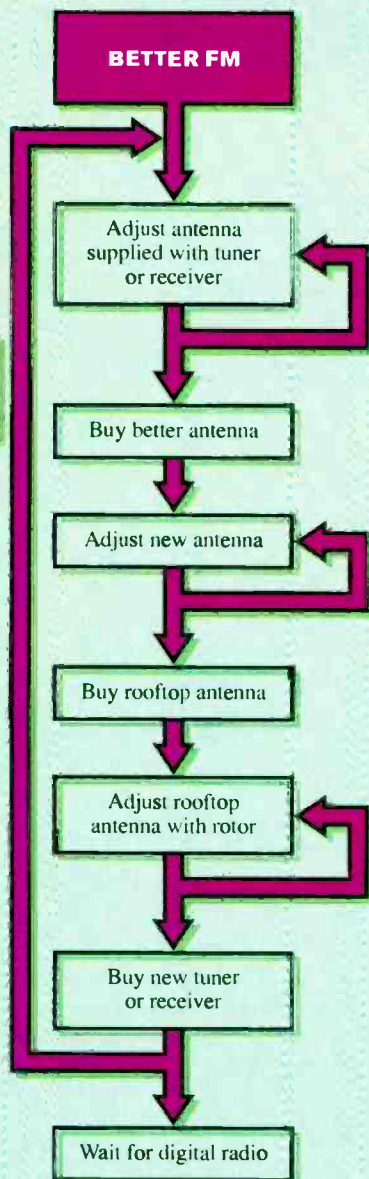 BETTER FM
Adjust antenna
supplied with tuner
or receiver
Buy better antenna
Adjust new antenna
Buy rooftop antenna
Adjust rooftop
antenna with rotor
Buy new tuner
or receiver
Wait for digital radio